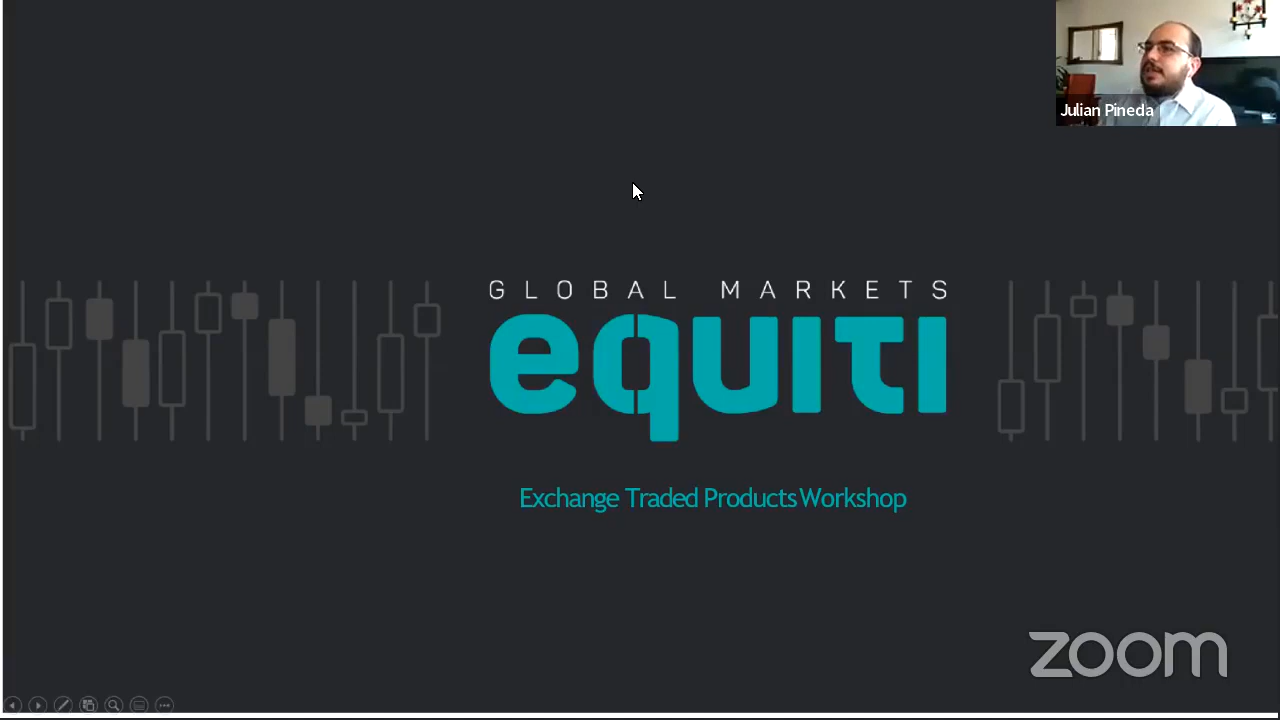 Julian Pineda
GLOBAL MARKETS
equiti
Exchange Traded Products Workshop
zoom